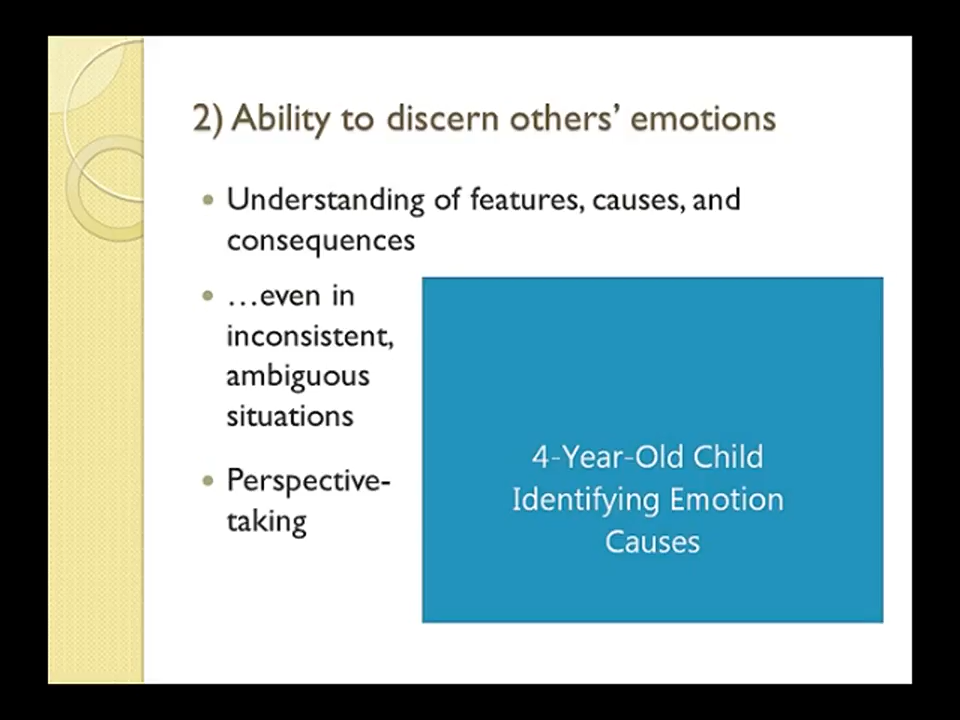 2) Ability to discern others’ emotions
• Understanding of features, causes, and
consequences
• …even in
inconsistent,
ambiguous
situations
• Perspective-
taking
4-Year-Old Child
Identifying Emotion
Causes